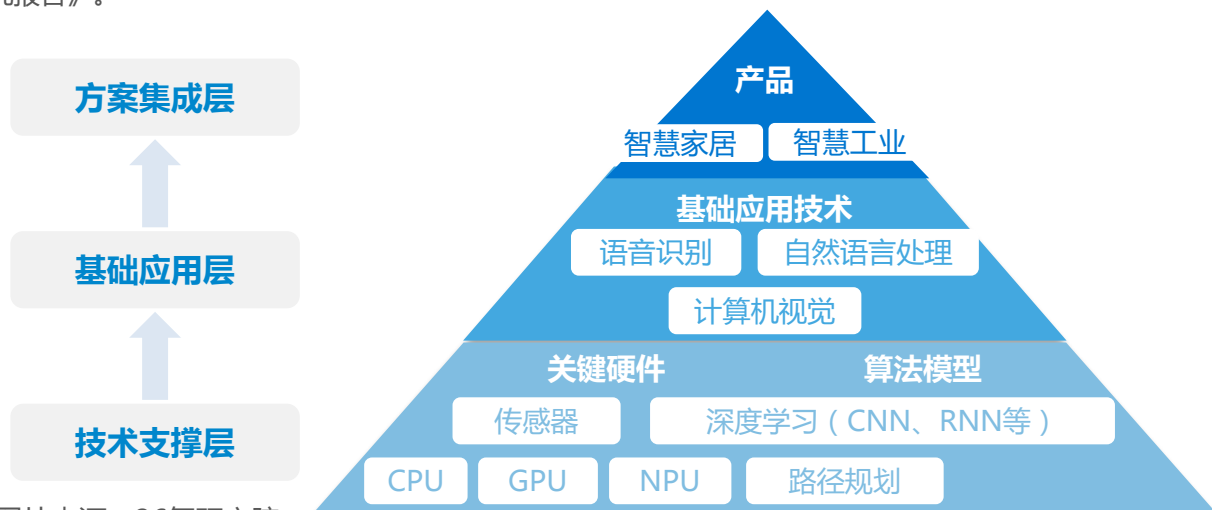 报告》。
产品
方案集成层
智慧家居 智慧工业
基础应用技术
语音识别 自然语言处理
基础应用层
计算机视觉
关键硬件 算法模型
传感器 深度学习（CNN、RNN等）
技术支撑层
CPU GPU NPU 路径规划